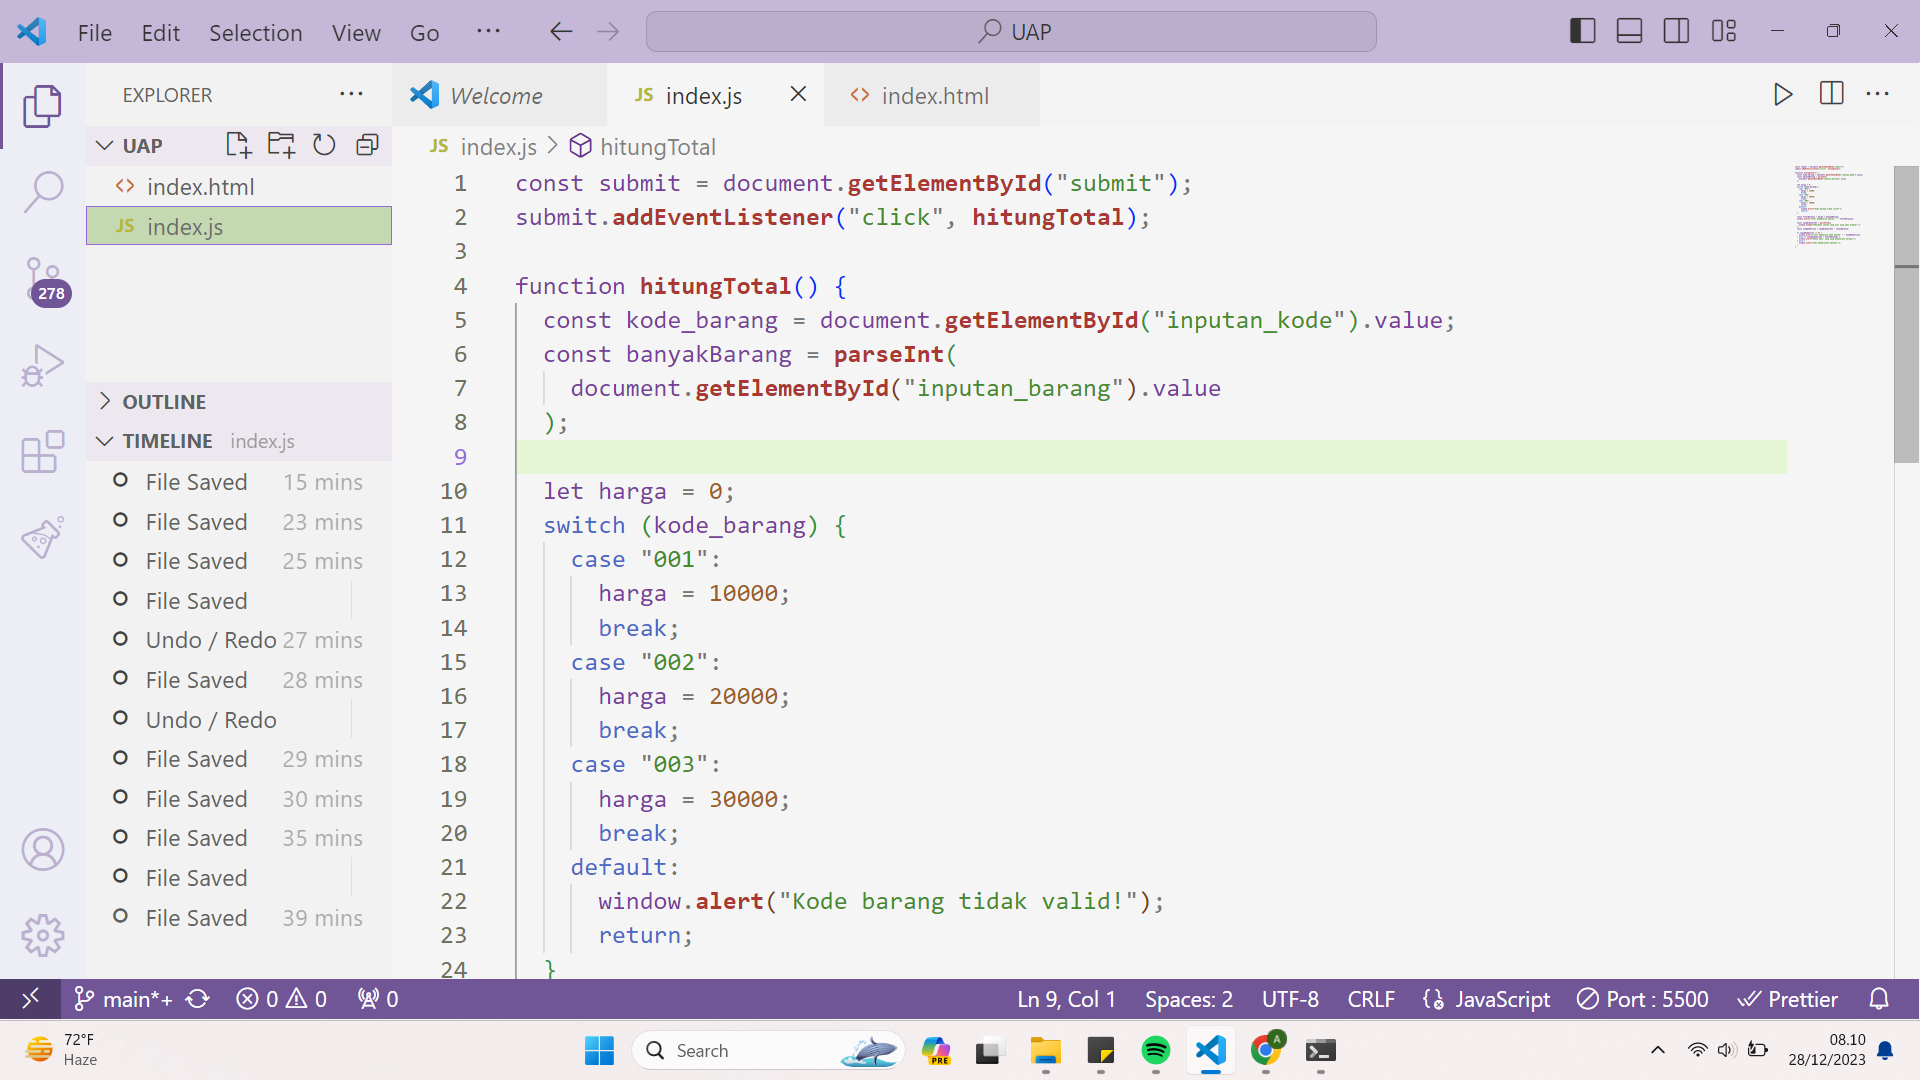 File Edit Selection View Go ... UAP
EXPLORER ...
Welcome
JS index.js
<> index.html
UAP
<> index.html
JS index.js
278
OUTLINE
TIMELINE index.js
File Saved 15 mins
File Saved 23 mins
File Saved 25 mins
File Saved
Undo / Redo 27 mins
File Saved 28 mins
Undo / Redo
File Saved 29 mins
File Saved 30 mins
File Saved 35 mins
File Saved
File Saved 39 mins
JS index.js > hitungTotal
1 const submit = document.getElementById("submit");
2 submit.addEventListener("click", hitungTotal);
3
4 function hitungTotal() {
5 const kode_barang = document.getElementById("inputan_kode").value;
6 const banyakBarang = parseInt(
7 document.getElementById("inputan_barang").value
8 );
9
10 let harga = 0;
11 switch (kode_barang) {
12 case "001":
13 harga = 10000;
14 break;
15 case "002":
16 harga = 20000;
17 break;
18 case "003":
19 harga = 30000;
20 break;
21 default:
22 window.alert("Kode barang tidak valid!");
23 return;
24 }
main*+ 0 0 0 Ln 9, Col 1 Spaces: 2 UTF-8 CRLF JavaScript Port : 5500 Prettier
72°F
Haze
Search
PRE
A
08.10
28/12/2023